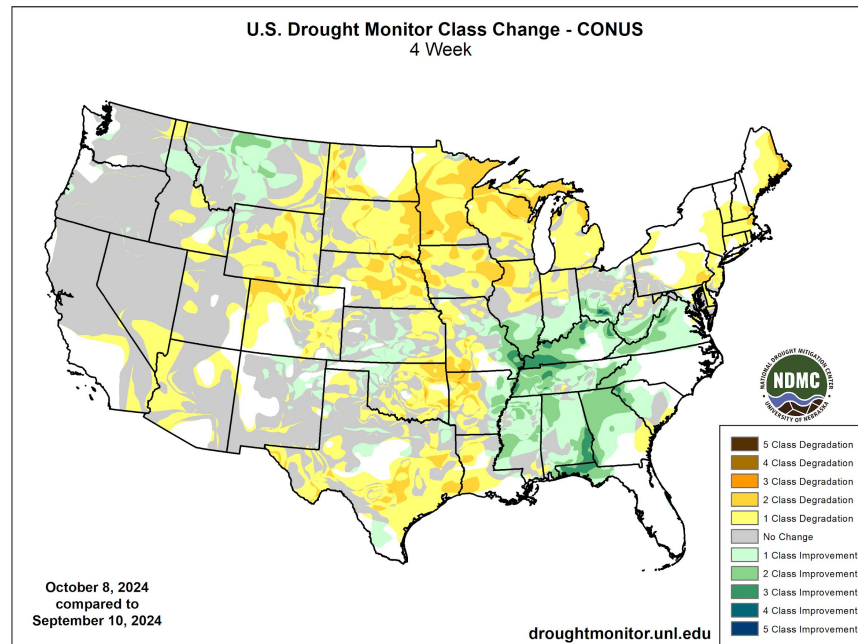 U.S. Drought Monitor Class Change - CONUS
4 Week
NATIONAL DROUGHT MITIGATION CENTER
NDMC
UNIVERSITY OF NEBRASKA
5 Class Degradation
4 Class Degradation
3 Class Degradation
2 Class Degradation
1 Class Degradation
No Change
1 Class Improvement
2 Class Improvement
3 Class Improvement
4 Class Improvement
5 Class Improvement
October 8, 2024
compared to
September 10, 2024
droughtmonitor.unl.edu